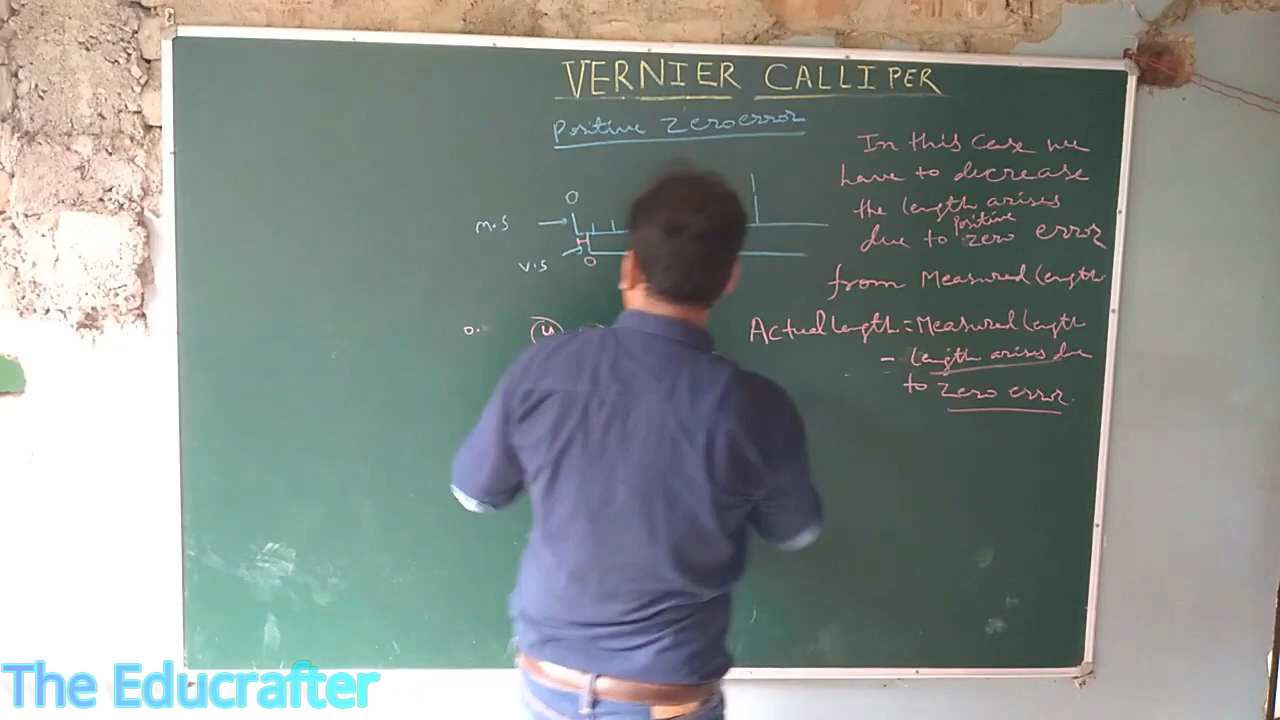 VERNIER CALLIPER
Positive Zero error
In this case we
have to decrease
the length arises
due to positive zero error
from Measured length
O
M.S
V.S
O
0.
4
Actual length = Measured length
- length arises due
to Zero error.
The Educrafter